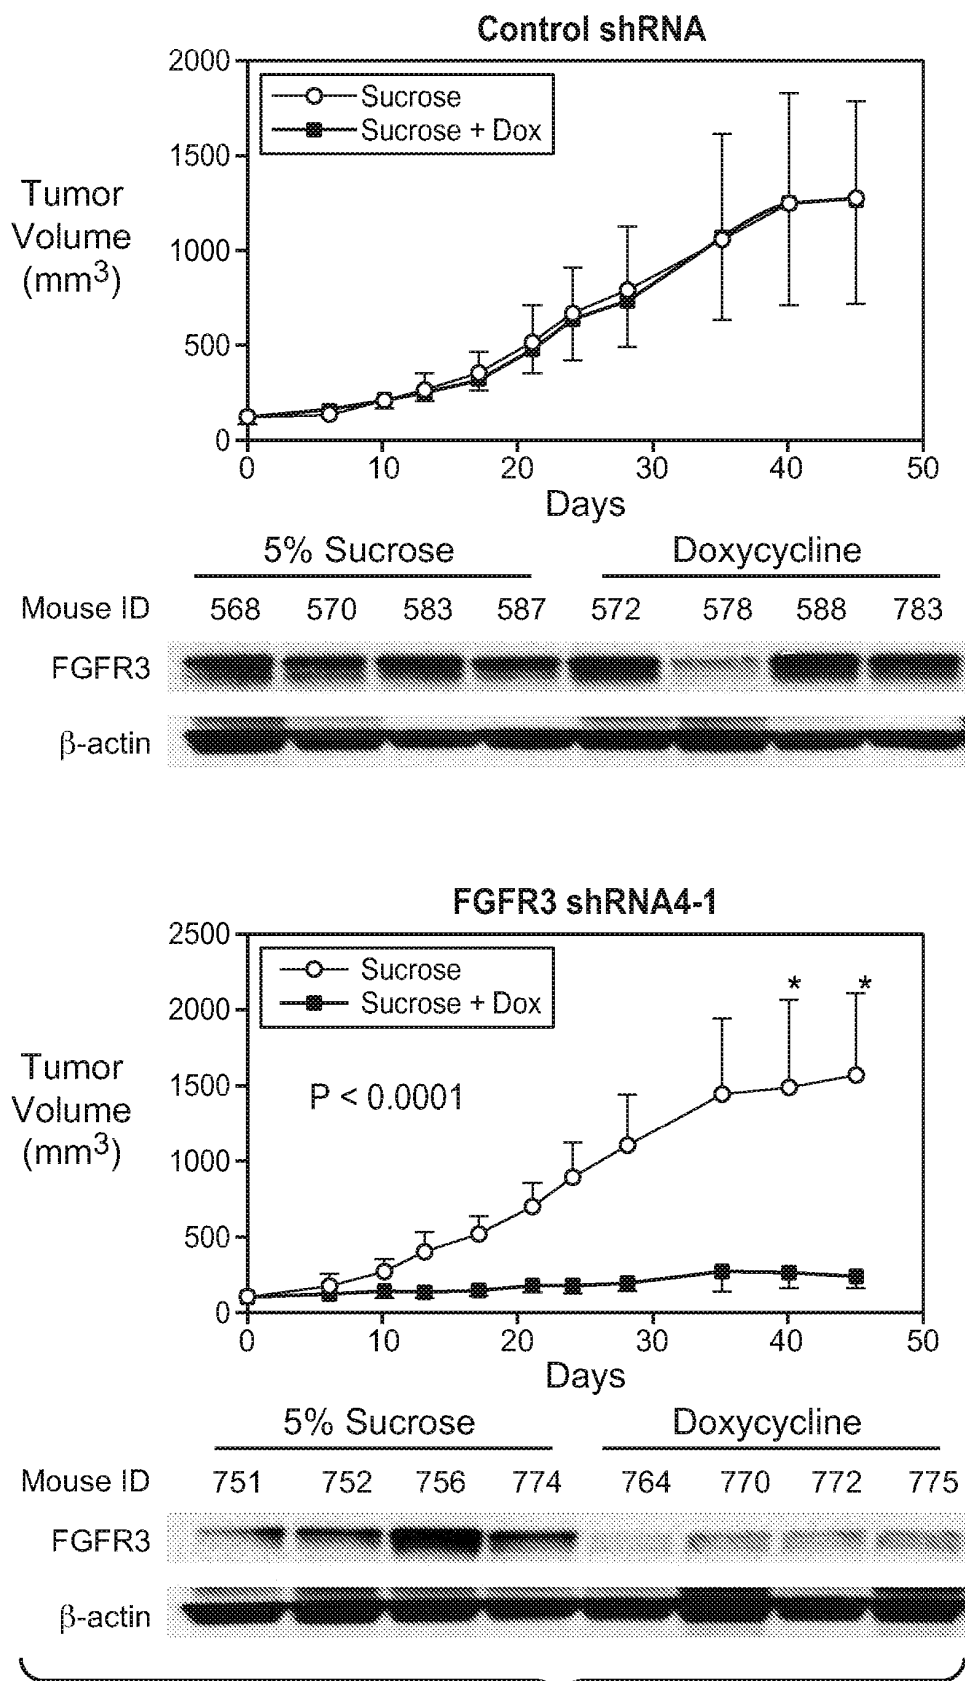 Control shRNA
2000
1500
1000
500
0
Tumor
Volume
(mm3)
Sucrose
Sucrose + Dox
0 10 20 30 40 50
Days
5% Sucrose Doxycycline
Mouse ID 568 570 583 587 572 578 588 783
FGFR3
β-actin
FGFR3 shRNA4-1
2500
2000
1500
1000
500
0
Tumor
Volume
(mm3)
Sucrose
Sucrose + Dox
* *
P < 0.0001
0 10 20 30 40 50
Days
5% Sucrose Doxycycline
Mouse ID 751 752 756 774 764 770 772 775
FGFR3
β-actin